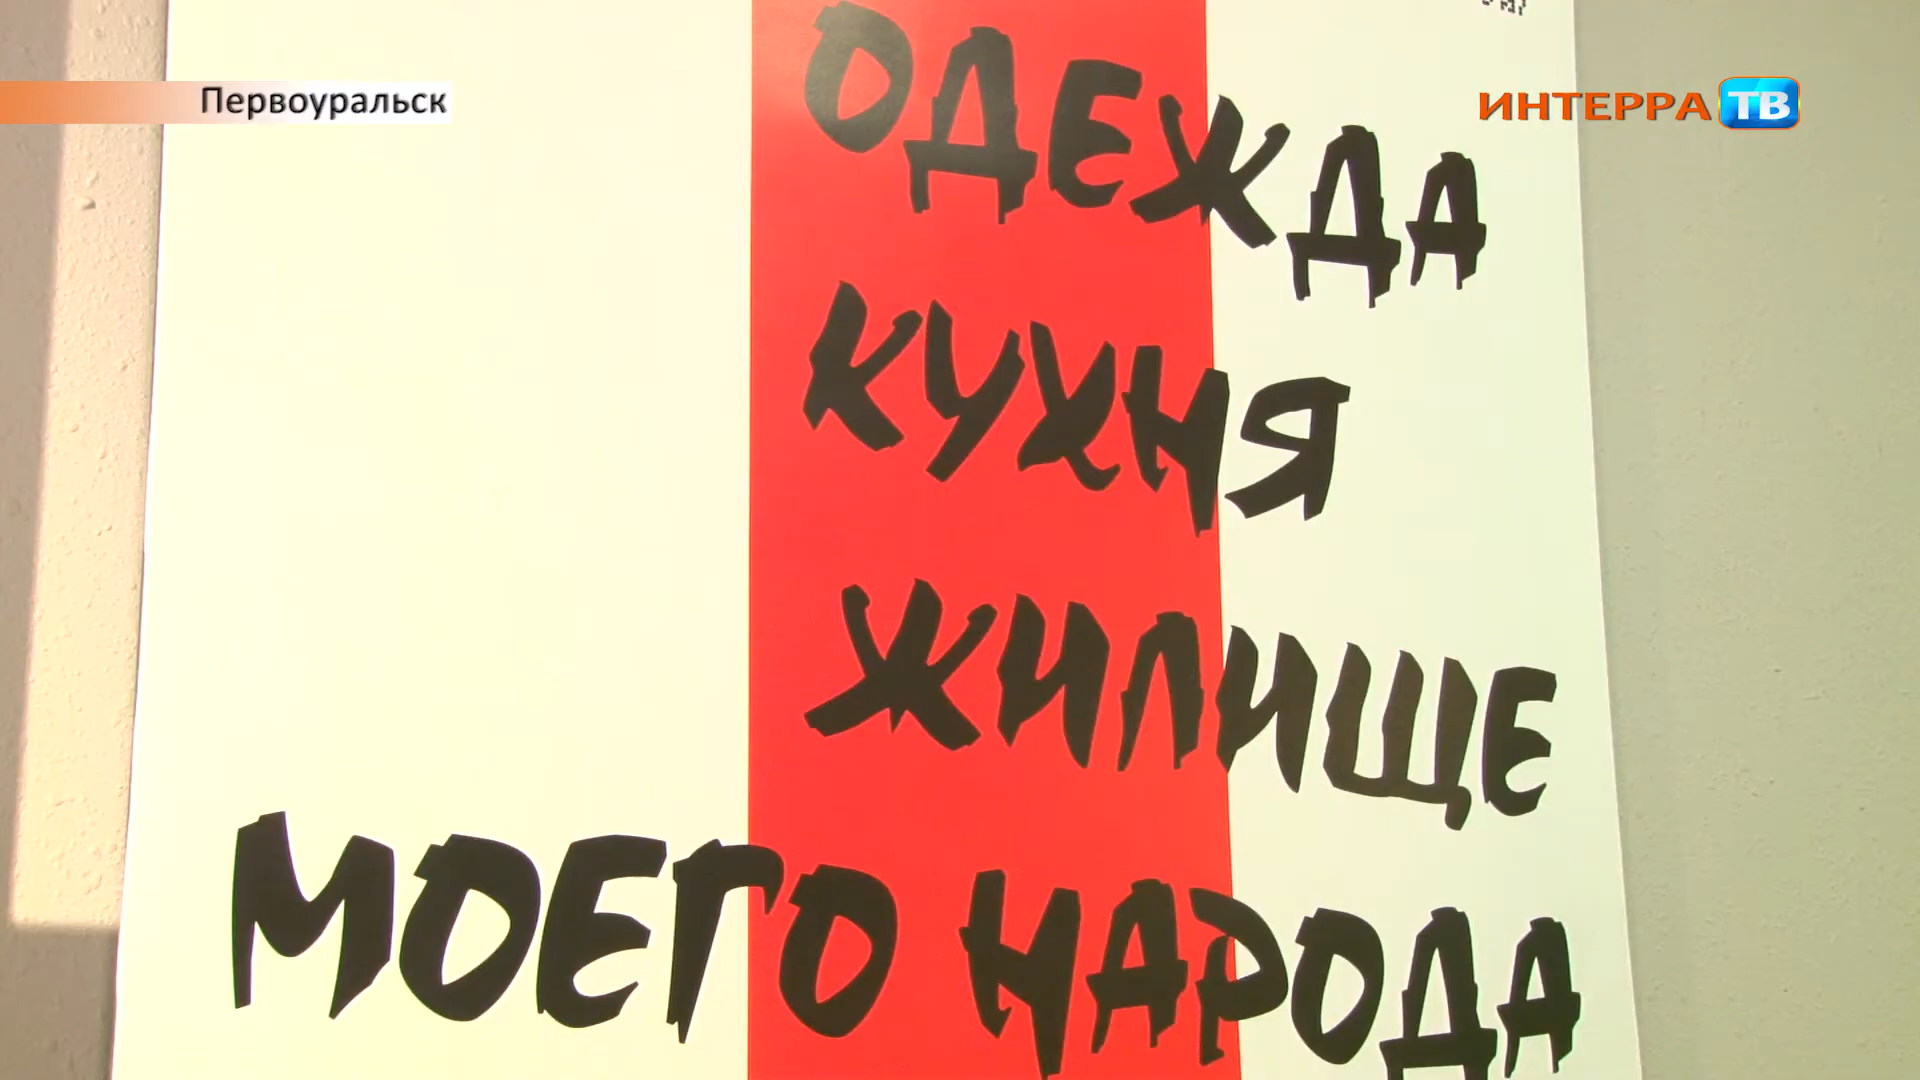 Первоуральск
ИНТЕРРА ТВ
ОДЕЖДА
КУХНЯ
ЖИЛИЩЕ
МОЕГО НАРОДА